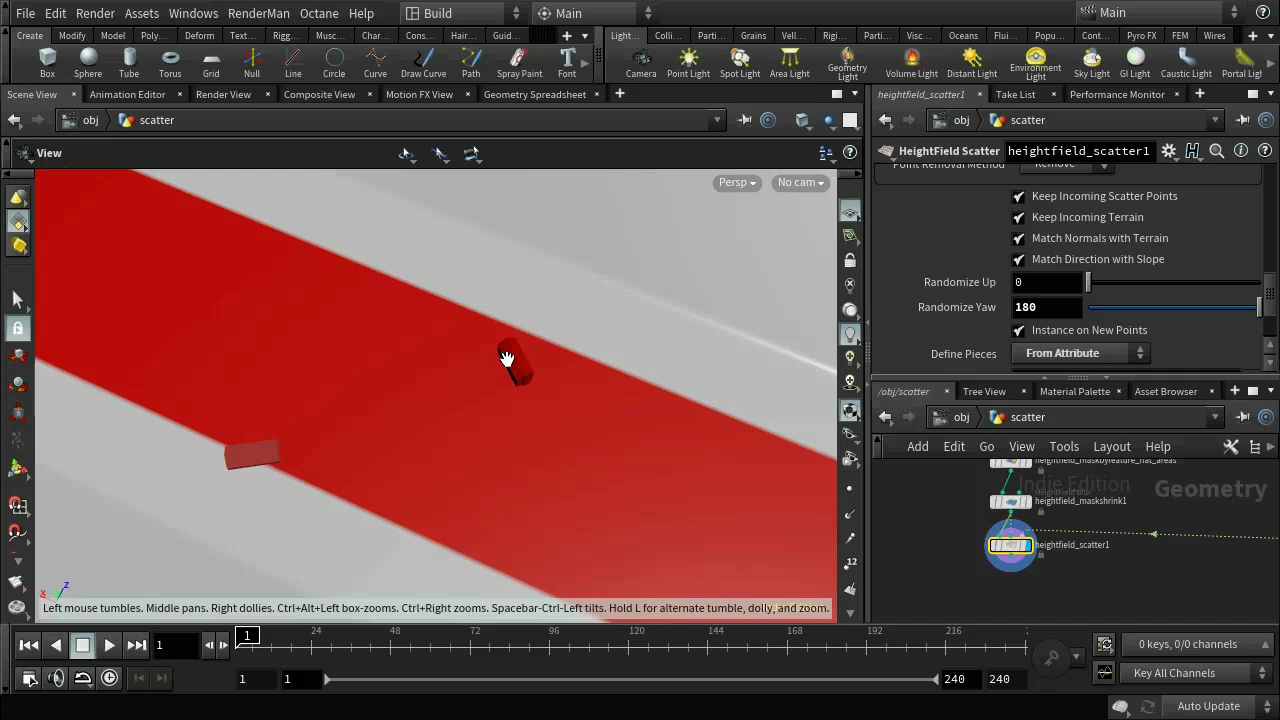 File Edit Render Assets Windows RenderMan Octane Help Build Main Main
Create Modify Model Poly... Deform Text... Rigg... Musc... Char... Cons... Hair... Guid... Light... Colli... Parti... Grains Vell... Rigi... Parti... Visc... Oceans Flui... Popu... Cont... Pyro FX FEM Wires
Box Sphere Tube Torus Grid Null Line Circle Curve Draw Curve Path Spray Paint Font Camera Point Light Spot Light Area Light Geometry Light Volume Light Distant Light Environment Light Sky Light GI Light Caustic Light Portal Ligl
Scene View Animation Editor Render View Composite View Motion FX View Geometry Spreadsheet
heightfield_scatter1 Take List Performance Monitor
obj scatter
obj scatter
View
HeightField Scatter heightfield_scatter1
Persp No cam
Point Removal Method Remove
Keep Incoming Scatter Points
Keep Incoming Terrain
Match Normals with Terrain
Match Direction with Slope
Randomize Up 0
Randomize Yaw 180
Instance on New Points
Define Pieces From Attribute
/obj/scatter Tree View Material Palette Asset Browser
obj scatter
Add Edit Go View Tools Layout Help
heightfield_maskbyfeature_flat_areas
Indie Edition Geometry
HeightField Blur
heightfield_maskshrink1
heightfield_scatter1
x z
12
Left mouse tumbles. Middle pans. Right dollies. Ctrl+Alt+Left box-zooms. Ctrl+Right zooms. Spacebar-Ctrl-Left tilts. Hold L for alternate tumble, dolly, and zoom.
1 1 24 48 72 96 120 144 168 192 216
0 keys, 0/0 channels
1 1 240 240 Key All Channels
Auto Update